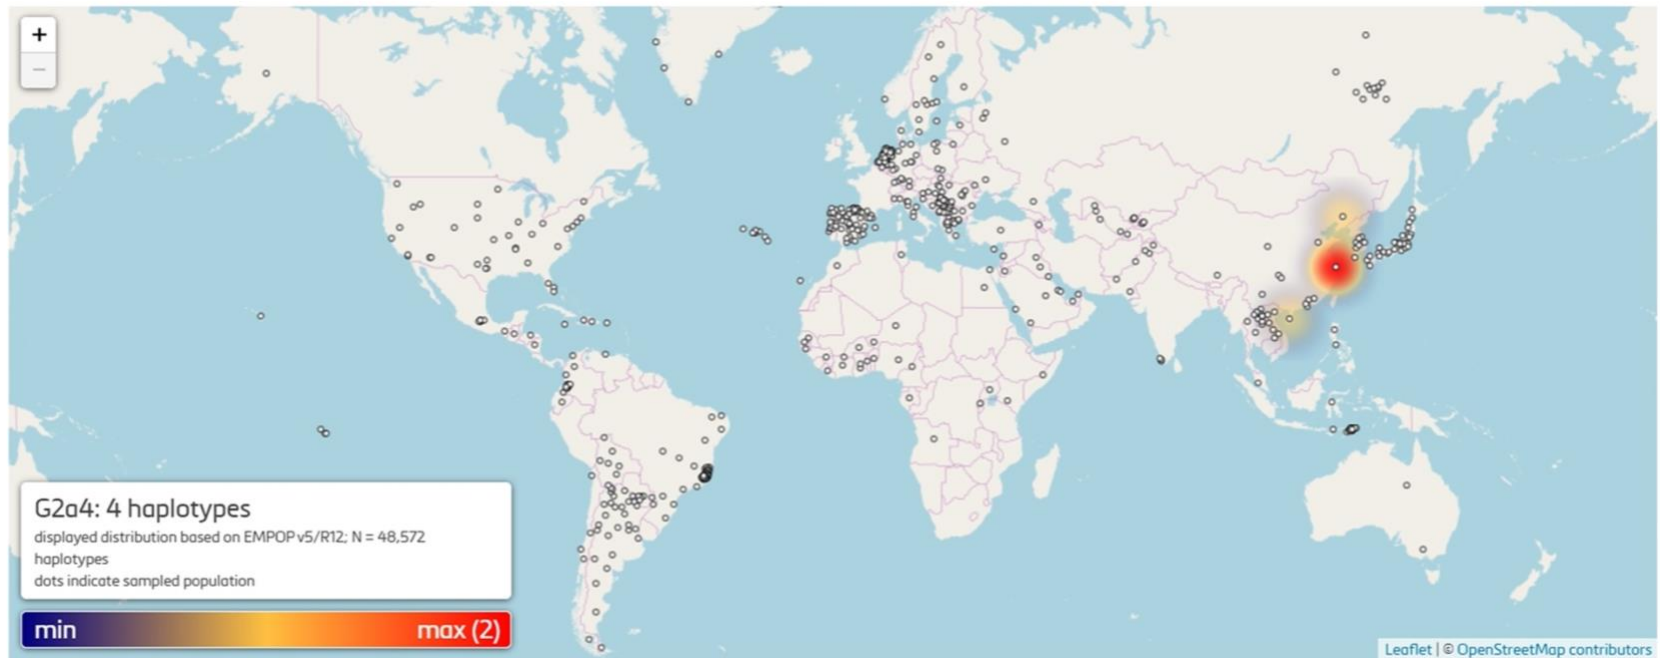 +
−
G2a4: 4 haplotypes
displayed distribution based on EMPOP v5/R12; N = 48,572
haplotypes
dots indicate sampled population
min max (2)
Leaflet | © OpenStreetMap contributors